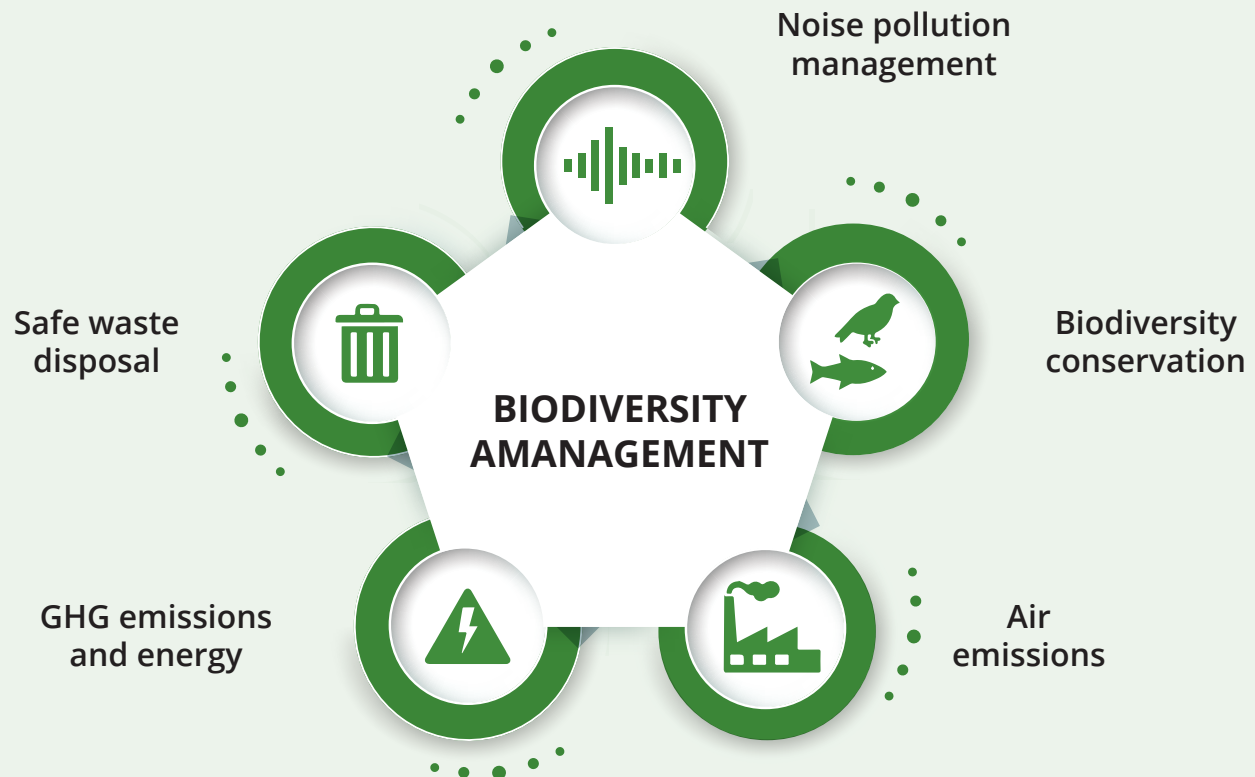 Noise pollution
management
Biodiversity
conservation
Safe waste
disposal
BIODIVERSITY
AMANAGEMENT
GHG emissions
and energy
Air
emissions